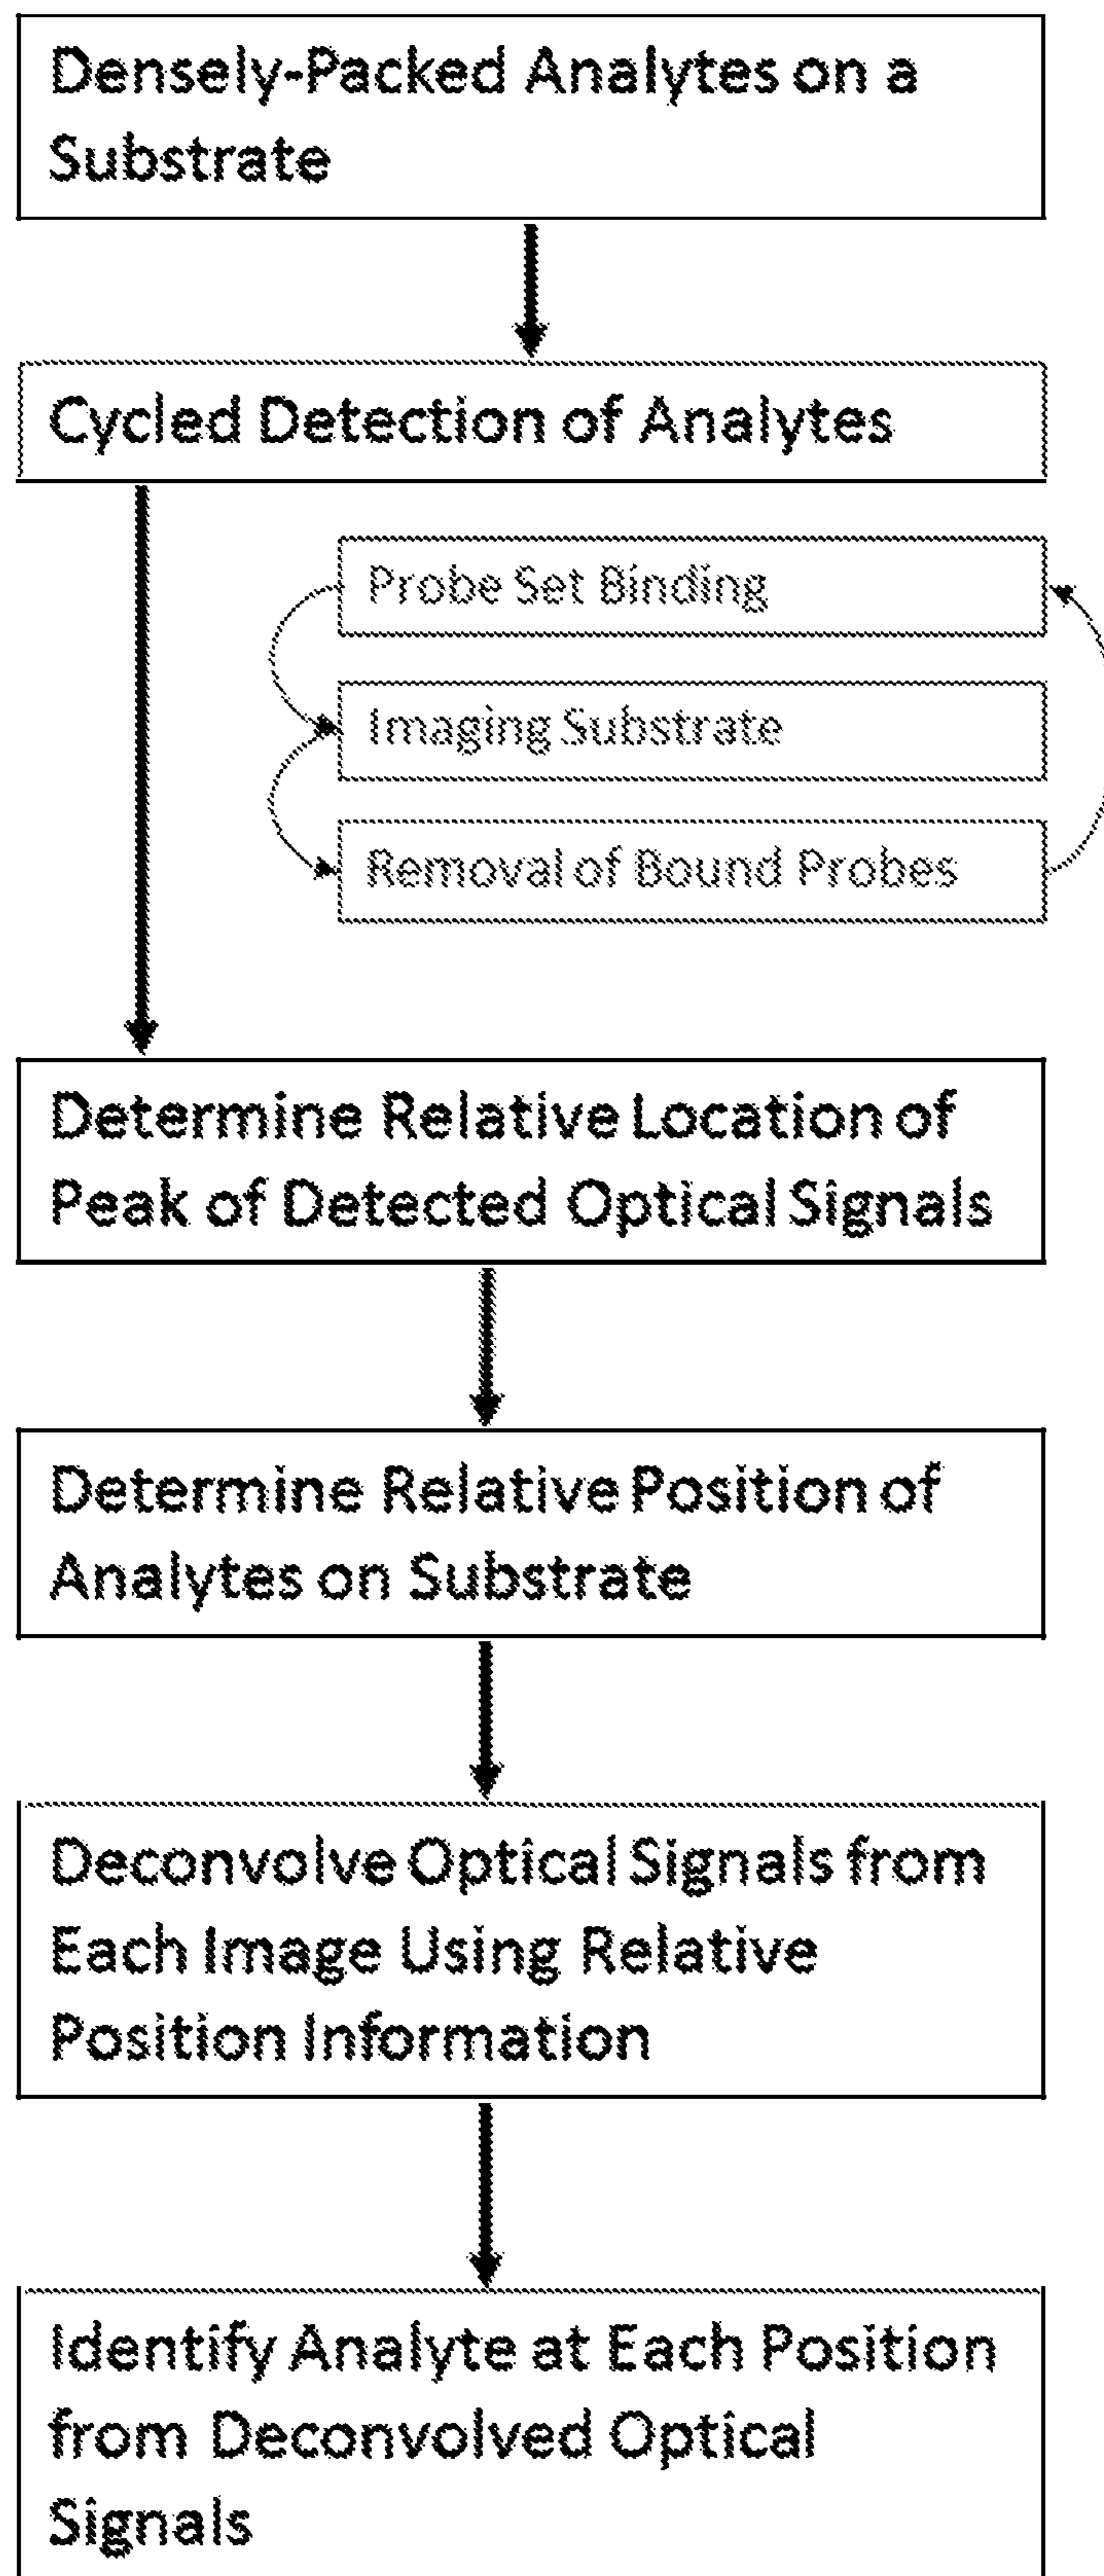 Densely-Packed Analytes on a
Substrate
Cycled Detection of Analytes
Probe Set Binding
Imaging Substrate
Removal of Bound Probes
Determine Relative Location of
Peak of Detected Optical Signals
Determine Relative Position of
Analytes on Substrate
Deconvolve Optical Signals from
Each Image Using Relative
Position Information
Identify Analyte at Each Position
from Deconvolved Optical
Signals